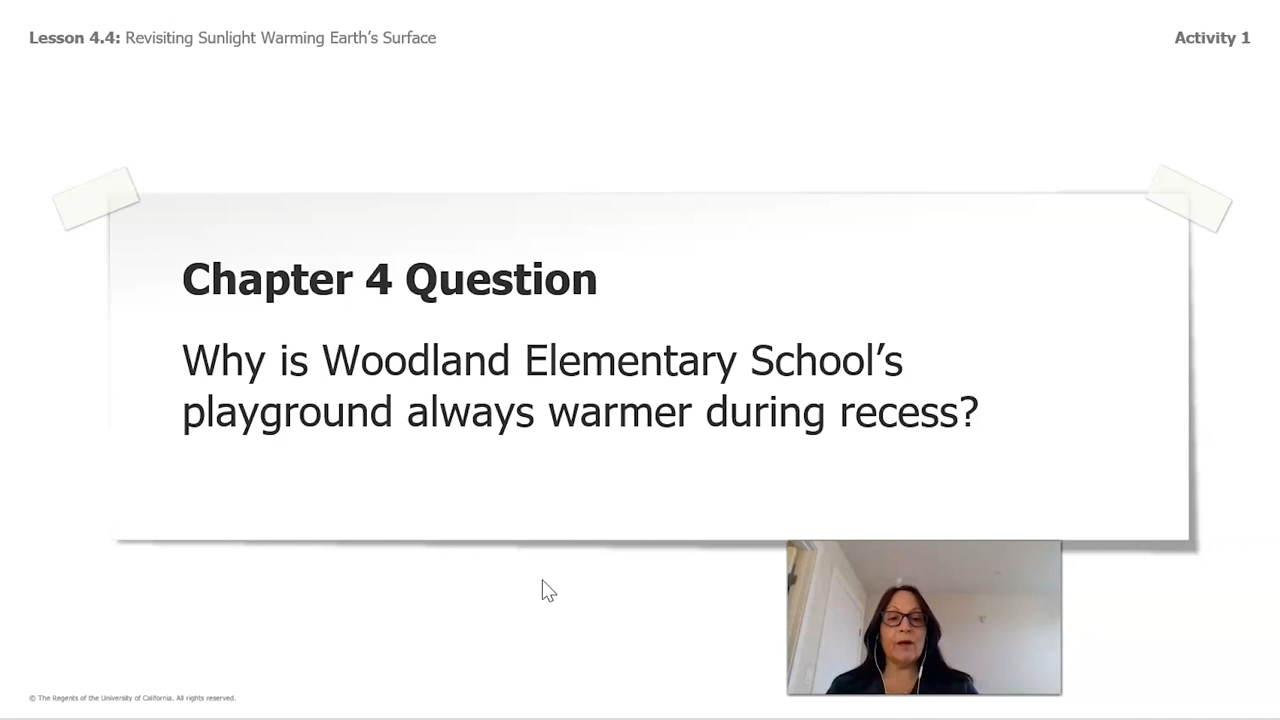 Lesson 4.4: Revisiting Sunlight Warming Earth’s Surface
Activity 1
Chapter 4 Question
Why is Woodland Elementary School’s
playground always warmer during recess?
© The Regents of the University of California. All rights reserved.